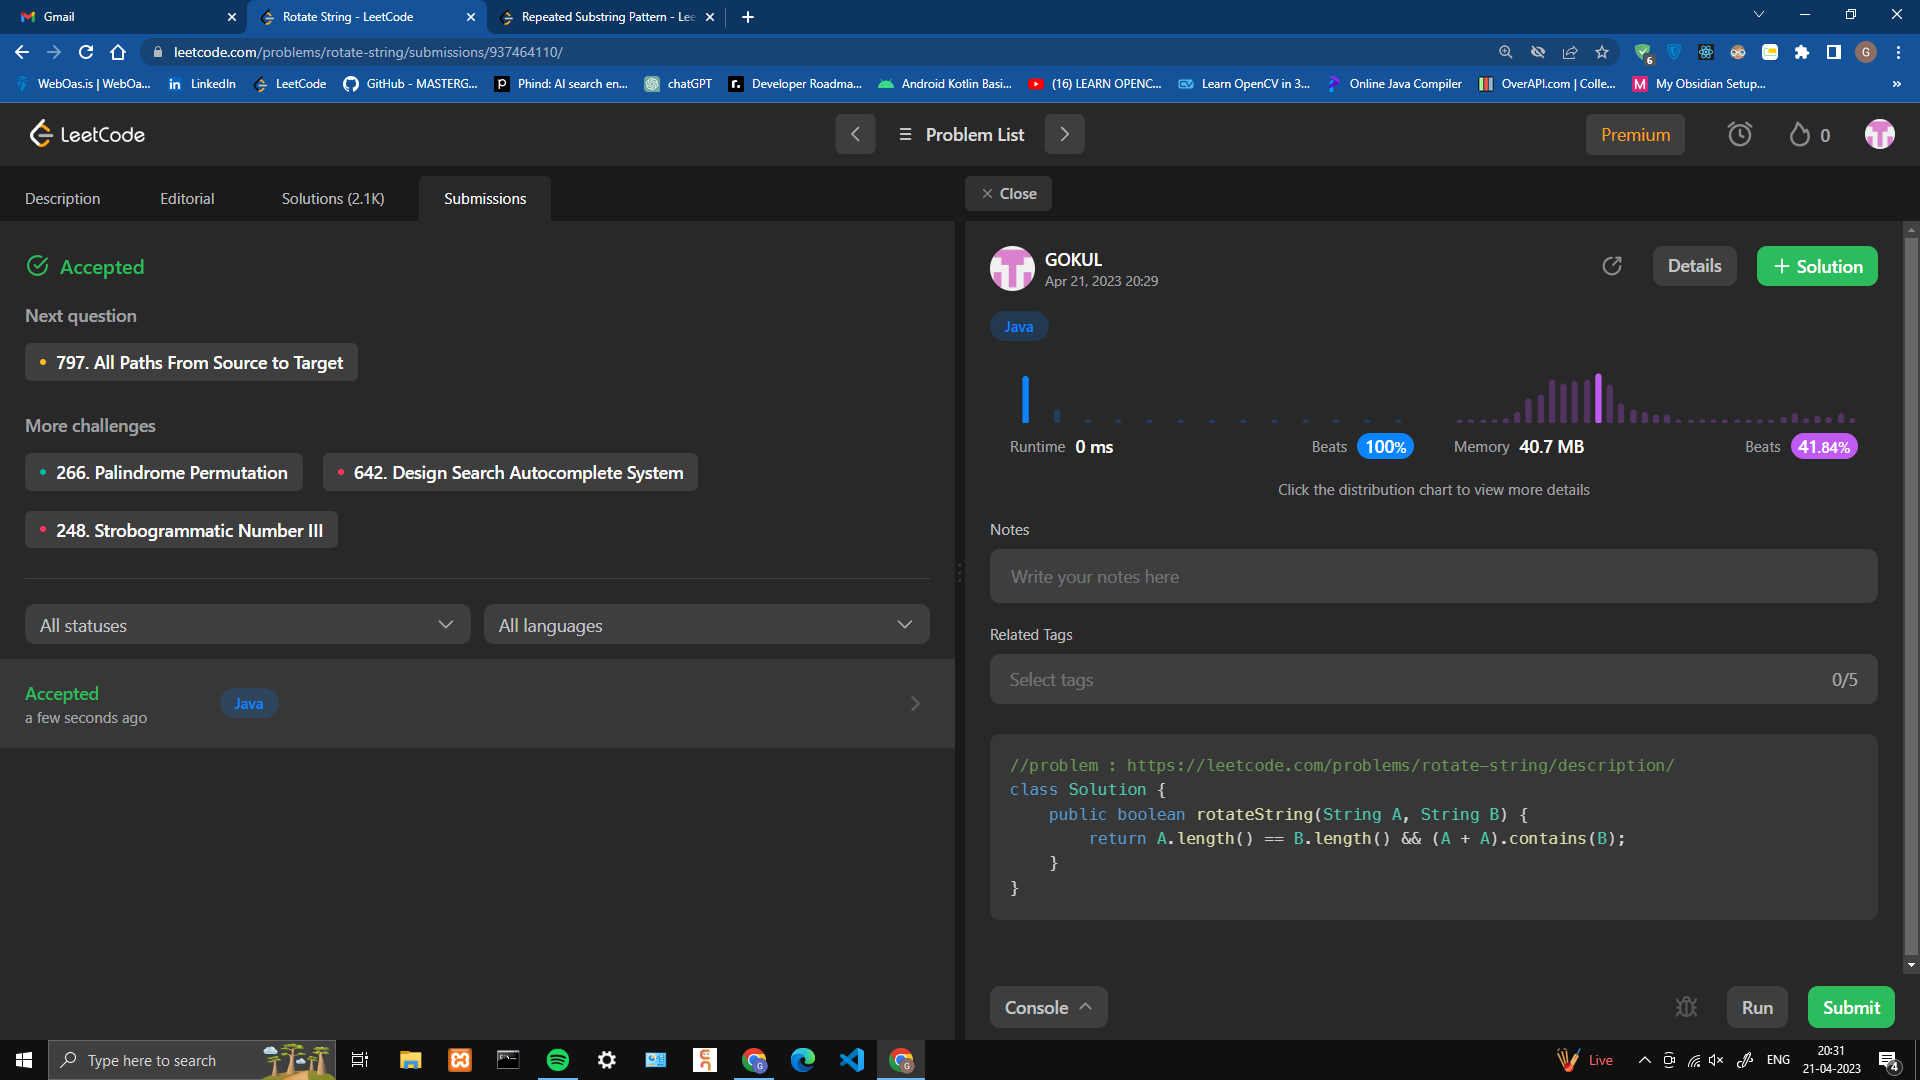 Gmail
Rotate String - LeetCode
Repeated Substring Pattern - Lee
leetcode.com/problems/rotate-string/submissions/937464110/
6
G
WebOas.is | WebOa...
LinkedIn
LeetCode
GitHub - MASTERG...
Phind: AI search en...
chatGPT
Developer Roadma...
Android Kotlin Basi...
(16) LEARN OPENC...
Learn OpenCV in 3...
Online Java Compiler
OverAPI.com | Colle...
My Obsidian Setup...
»
LeetCode
Problem List
Premium
0
Description
Editorial
Solutions (2.1K)
Submissions
Close
Accepted
Next question
797. All Paths From Source to Target
More challenges
266. Palindrome Permutation
642. Design Search Autocomplete System
248. Strobogrammatic Number III
All statuses
All languages
Accepted
a few seconds ago
Java
GOKUL
Apr 21, 2023 20:29
Details
+ Solution
Java
Runtime 0 ms
Beats 100%
Memory 40.7 MB
Beats 41.84%
Click the distribution chart to view more details
Notes
Write your notes here
Related Tags
Select tags
0/5
//problem : https://leetcode.com/problems/rotate-string/description/
class Solution {
public boolean rotateString(String A, String B) {
return A.length() == B.length() && (A + A).contains(B);
}
}
Console
Run
Submit
Type here to search
Live
ENG
20:31
21-04-2023
4